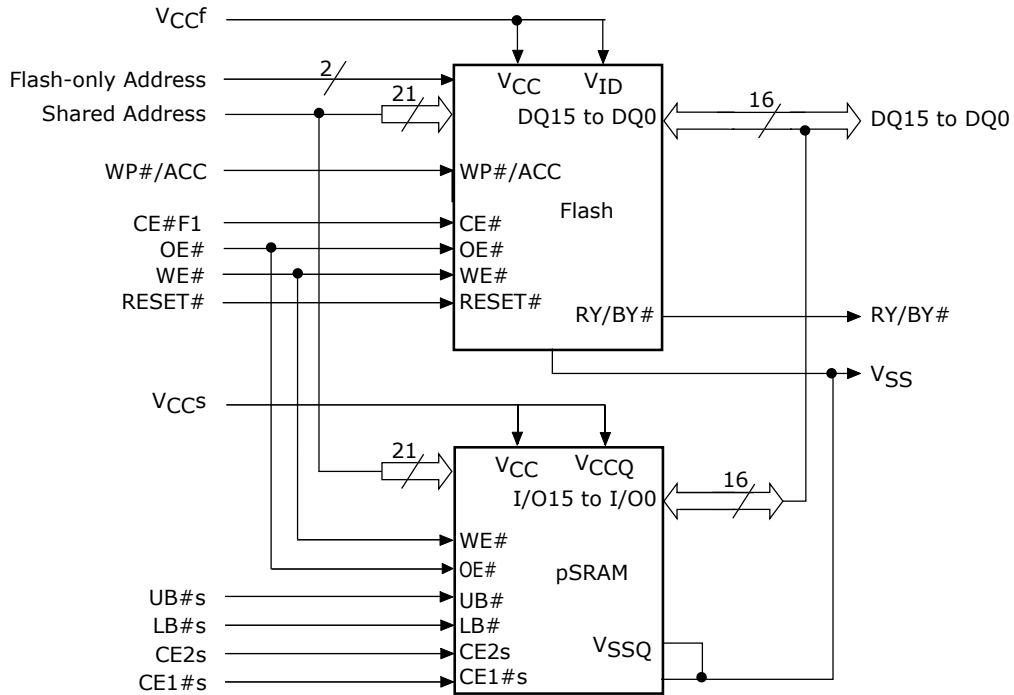 VCCf
Flash-only Address
2
VCC
VID
Shared Address
21
DQ15 to DQ0
16
DQ15 to DQ0
WP#/ACC
WP#/ACC
Flash
CE#F1
CE#
OE#
OE#
WE#
WE#
RESET#
RESET#
RY/BY#
RY/BY#
VSS
VCCs
21
VCC
VCCQ
I/O15 to I/O0
16
WE#
OE#
pSRAM
UB#s
UB#
LB#s
LB#
CE2s
CE2s
VSSQ
CE1#s
CE1#s